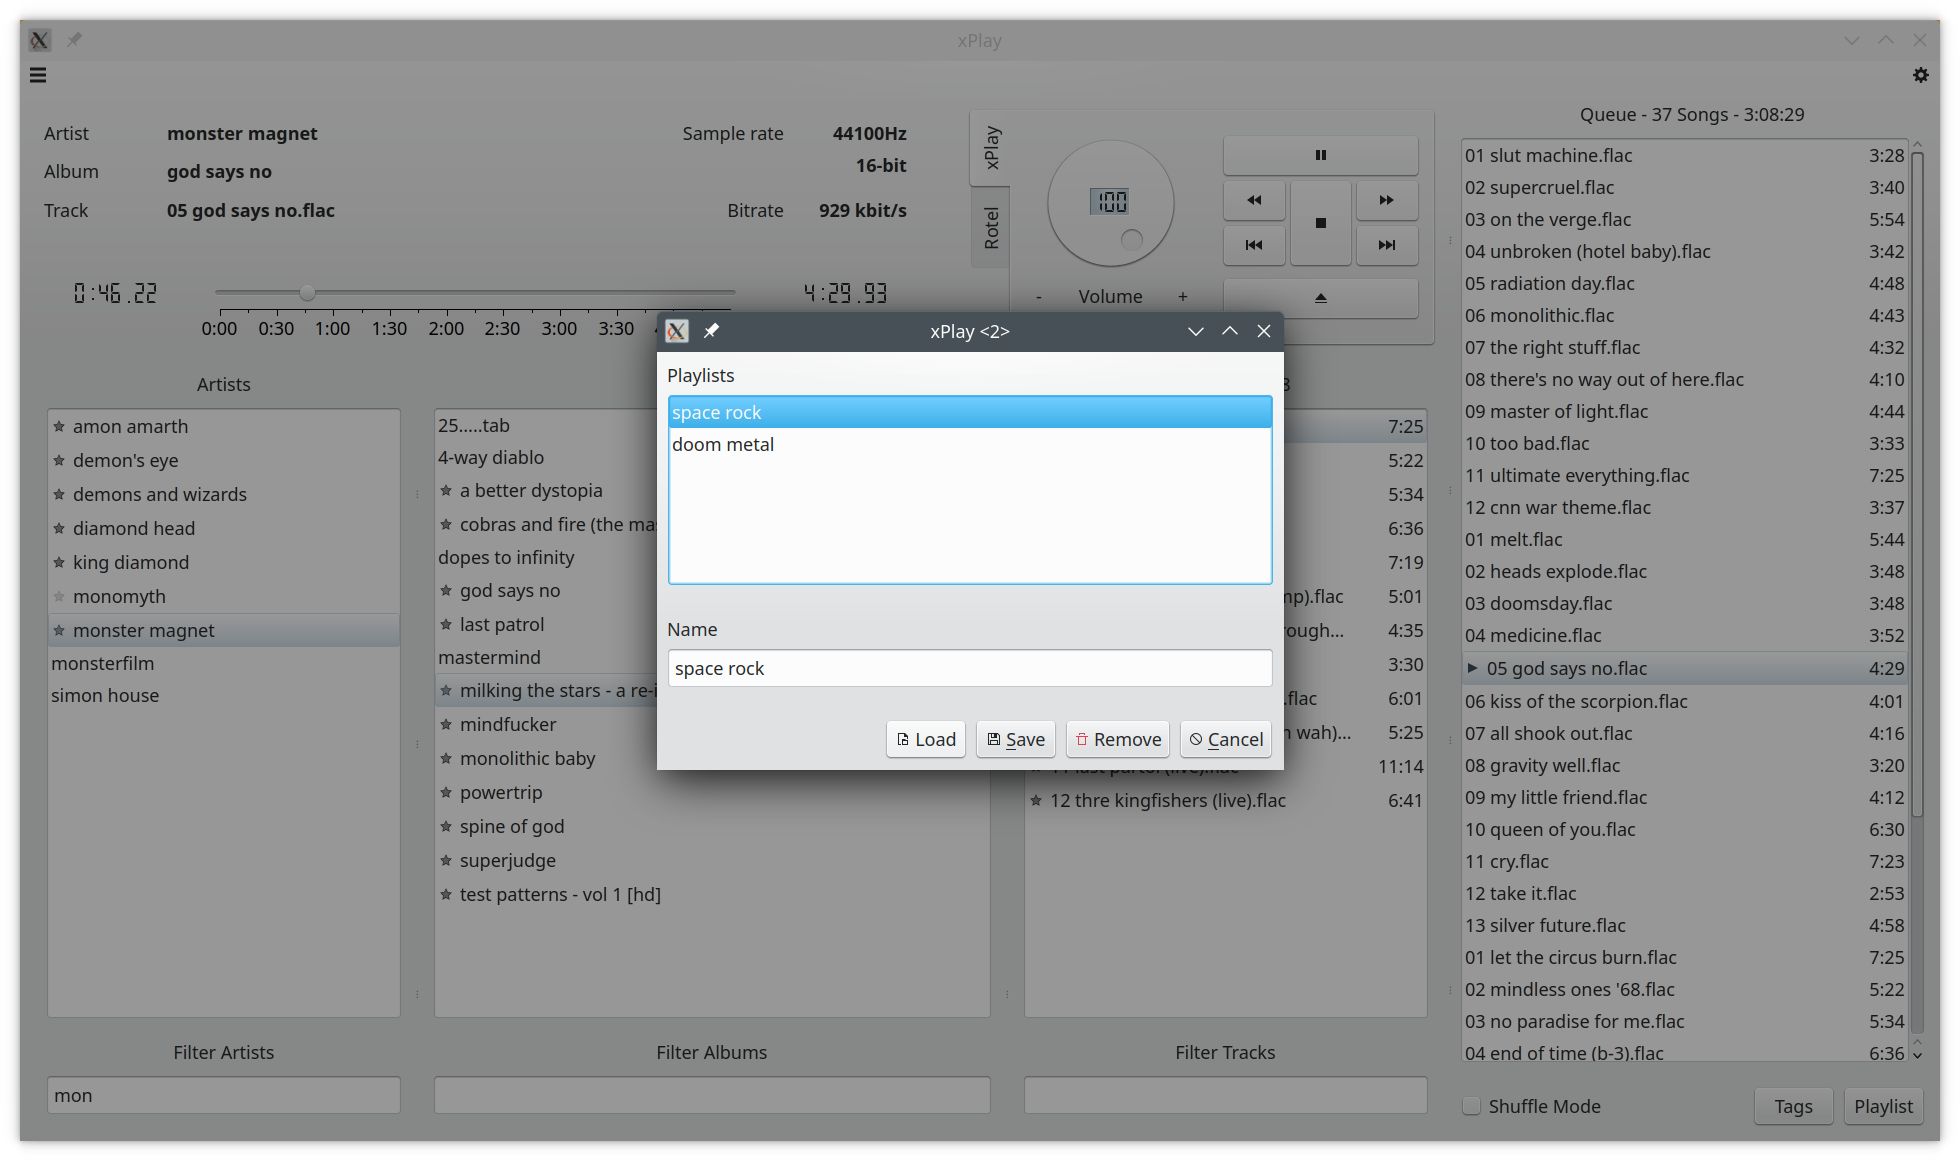 xPlay
Artist monster magnet
Album god says no
Track 05 god says no.flac
Sample rate 44100Hz
16-bit
Bitrate 929 kbit/s
0:46.22
4:29.93
0:00 0:30 1:00 1:30 2:00 2:30 3:00 3:30
xPlay
Rotel
100
- Volume +
Queue - 37 Songs - 3:08:29
01 slut machine.flac 3:28
02 supercruel.flac 3:40
03 on the verge.flac 5:54
04 unbroken (hotel baby).flac 3:42
05 radiation day.flac 4:48
06 monolithic.flac 4:43
07 the right stuff.flac 4:32
08 there's no way out of here.flac 4:10
09 master of light.flac 4:44
10 too bad.flac 3:33
11 ultimate everything.flac 7:25
12 cnn war theme.flac 3:37
01 melt.flac 5:44
02 heads explode.flac 3:48
03 doomsday.flac 3:48
04 medicine.flac 3:52
05 god says no.flac 4:29
06 kiss of the scorpion.flac 4:01
07 all shook out.flac 4:16
08 gravity well.flac 3:20
09 my little friend.flac 4:12
10 queen of you.flac 6:30
11 cry.flac 7:23
12 take it.flac 2:53
13 silver future.flac 4:58
01 let the circus burn.flac 7:25
02 mindless ones '68.flac 5:22
03 no paradise for me.flac 5:34
04 end of time (b-3).flac 6:36
Shuffle Mode
Tags
Playlist
Artists
amon amarth
demon's eye
demons and wizards
diamond head
king diamond
monomyth
monster magnet
monsterfilm
simon house
Filter Artists
mon
25.....tab
4-way diablo
a better dystopia
cobras and fire (the mas
dopes to infinity
god says no
last patrol
mastermind
milking the stars - a re-i
mindfucker
monolithic baby
powertrip
spine of god
superjudge
test patterns - vol 1 [hd]
Filter Albums
7:25
5:22
5:34
6:36
7:19
mp).flac 5:01
rough... 4:35
3:30
.flac 6:01
n wah)... 5:25
11 last partol (live).flac 11:14
12 thre kingfishers (live).flac 6:41
Filter Tracks
xPlay <2>
Playlists
space rock
doom metal
Name
space rock
Load
Save
Remove
Cancel